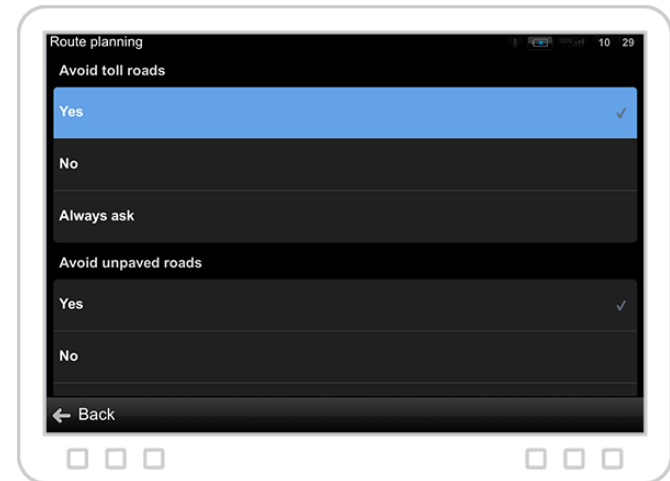 Route planning
10 29
Avoid toll roads
Yes
No
Always ask
Avoid unpaved roads
Yes
No
Back